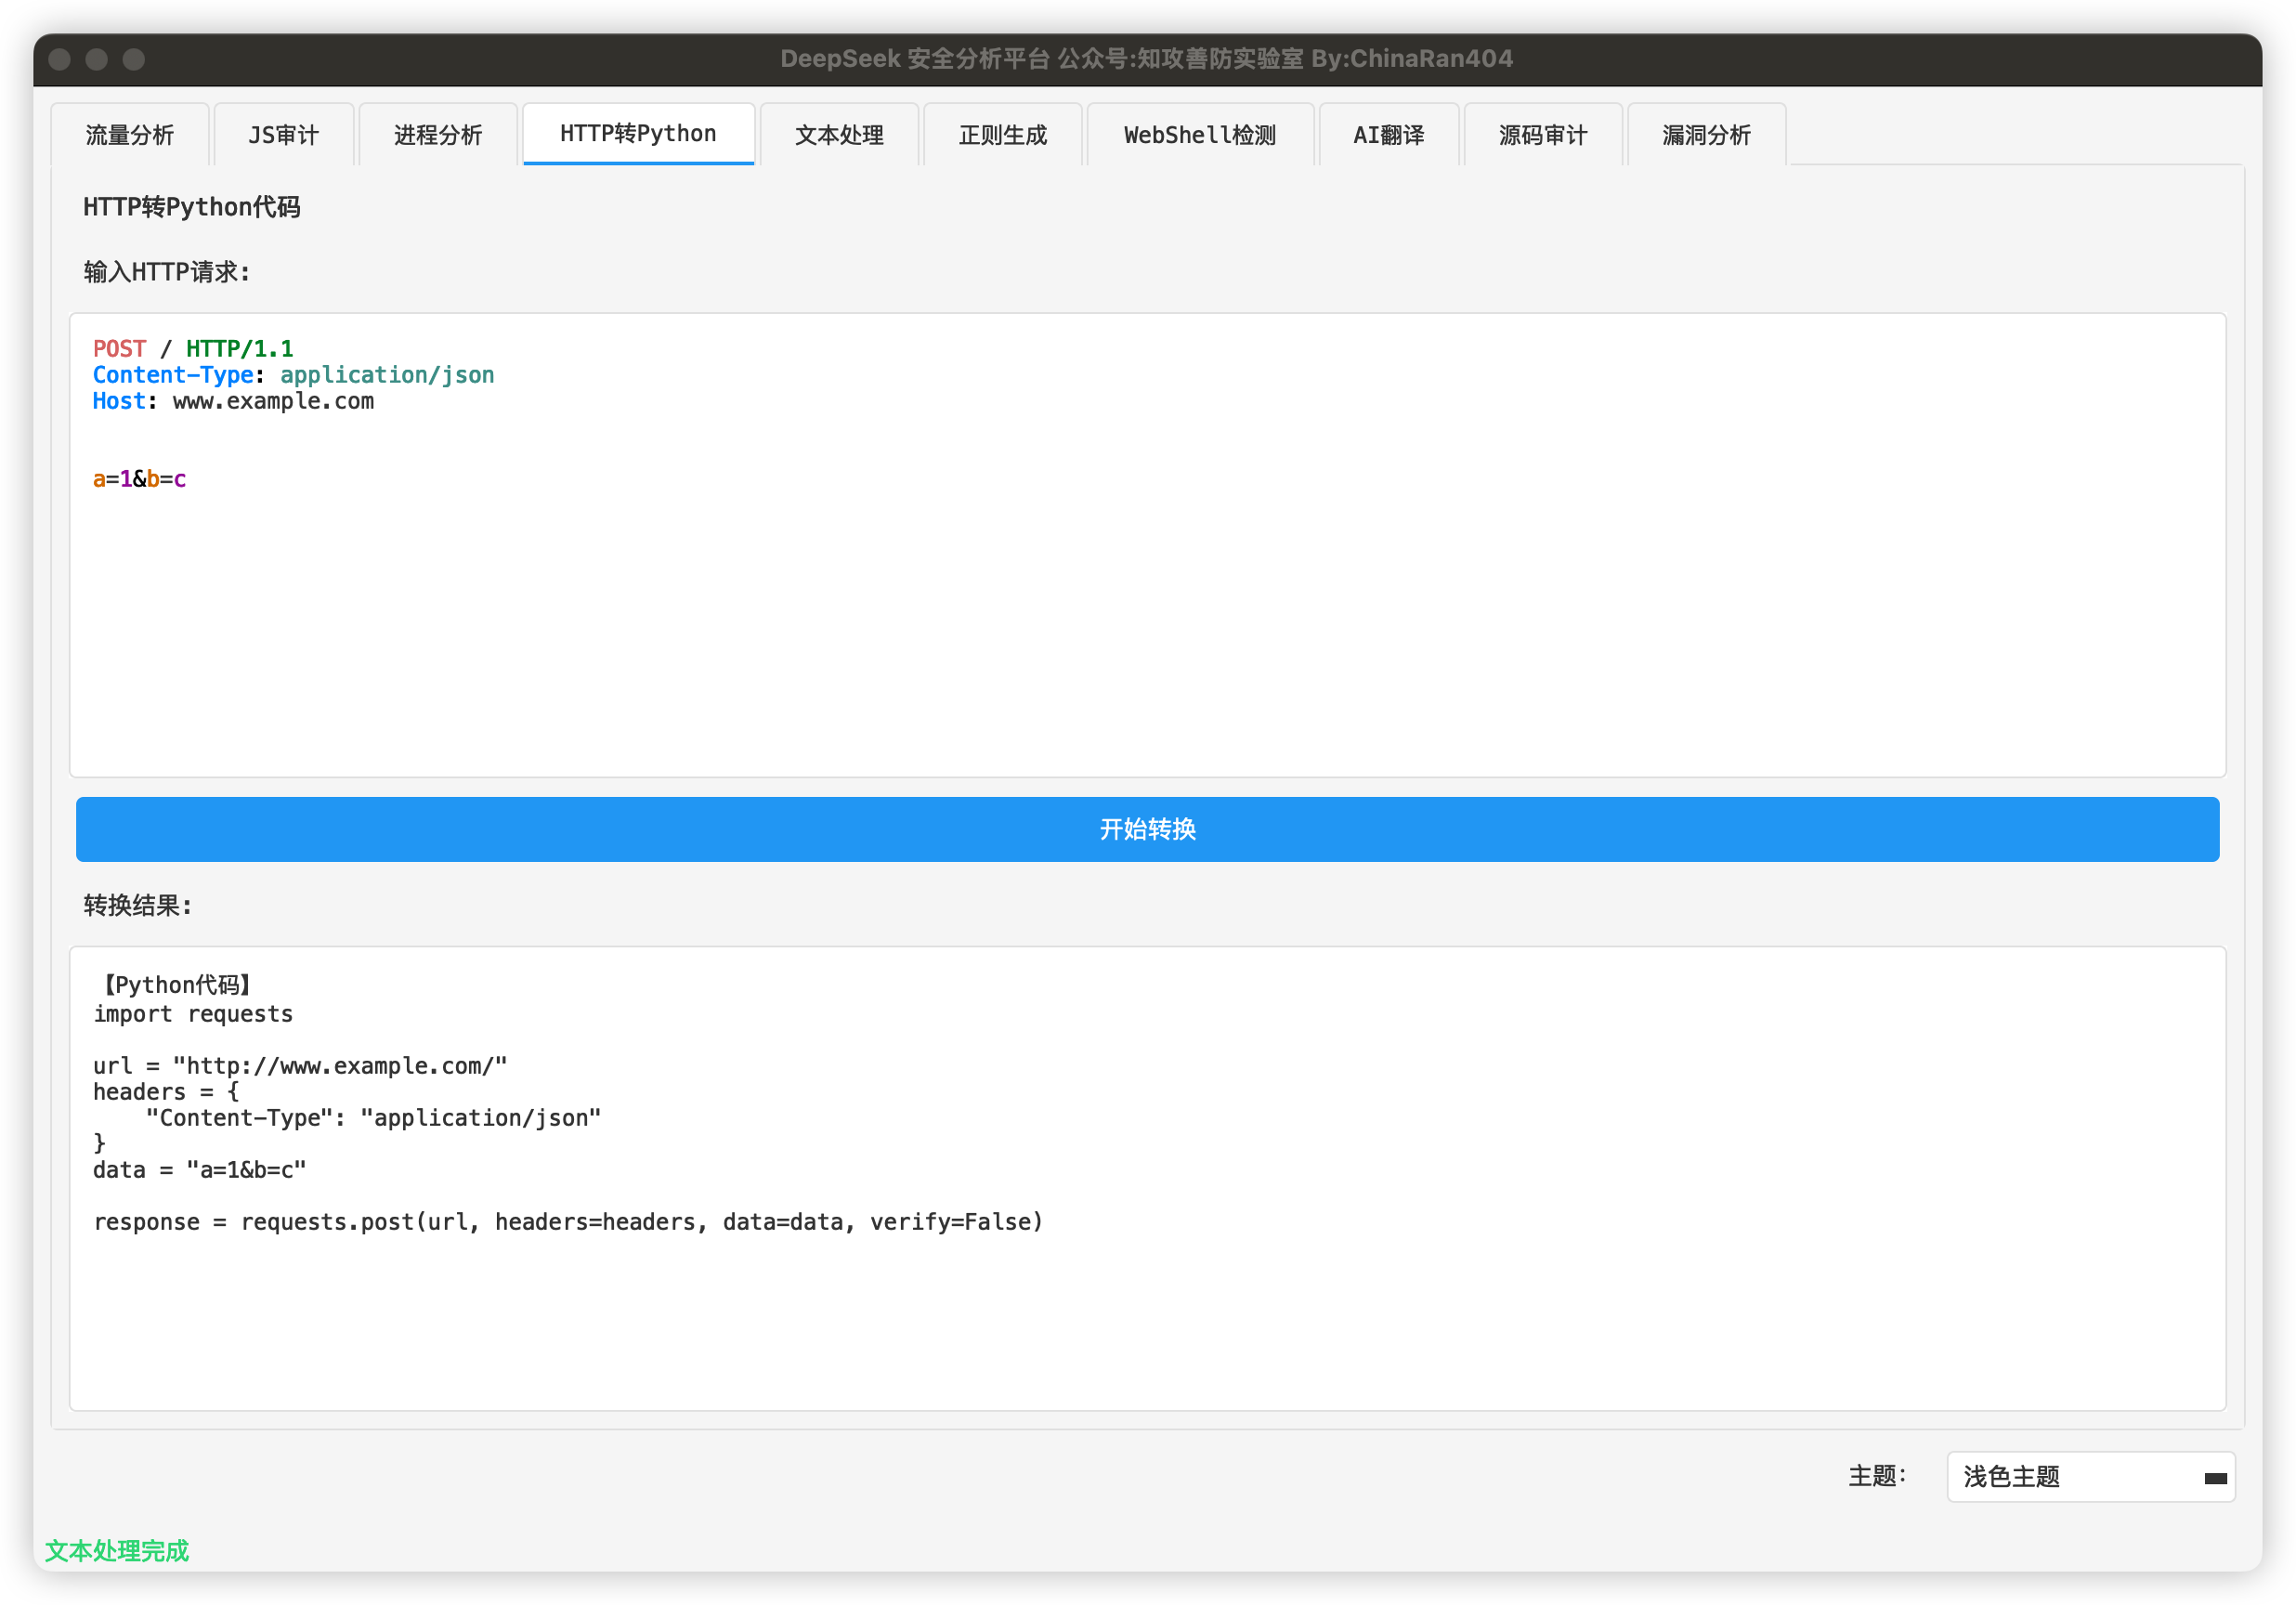 DeepSeek 安全分析平台 公众号:知攻善防实验室 By:ChinaRan404
流量分析 JS审计 进程分析 HTTP转Python 文本处理 正则生成 WebShell检测 AI翻译 源码审计 漏洞分析
HTTP转Python代码
输入HTTP请求:
POST / HTTP/1.1
Content-Type: application/json
Host: www.example.com
a=1&b=c
开始转换
转换结果:
【Python代码】
import requests
url = "http://www.example.com/"
headers = {
    "Content-Type": "application/json"
}
data = "a=1&b=c"
response = requests.post(url, headers=headers, data=data, verify=False)
主题: 浅色主题
文本处理完成